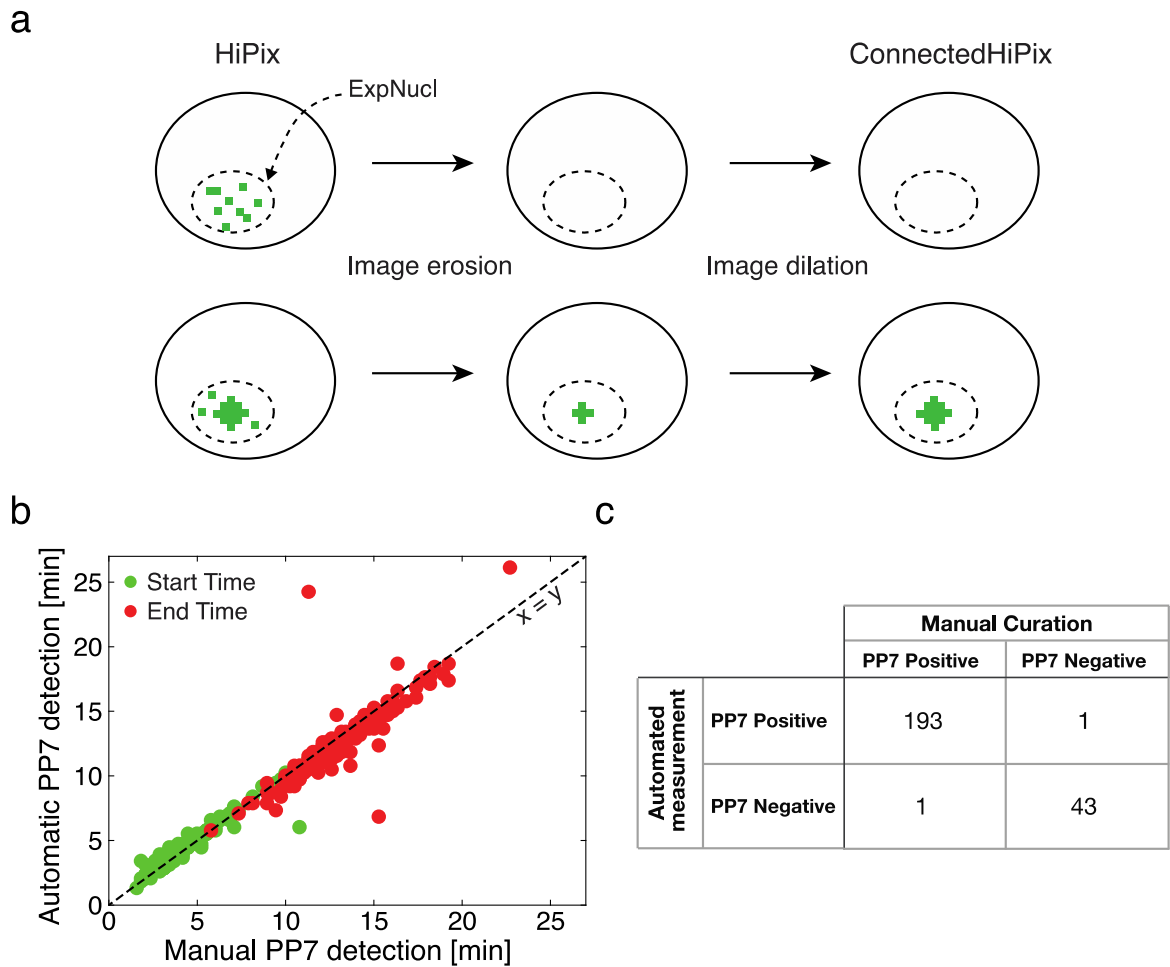 a
HiPix
ConnectedHiPix
ExpNucl
Image erosion
Image dilation
b
Automatic PP7 detection [min]
25
20
15
10
5
0
Start Time
End Time
x = y
0 5 10 15 20 25
Manual PP7 detection [min]
c
Manual Curation
PP7 Positive PP7 Negative
Automated
measurement
PP7 Positive 193 1
PP7 Negative 1 43